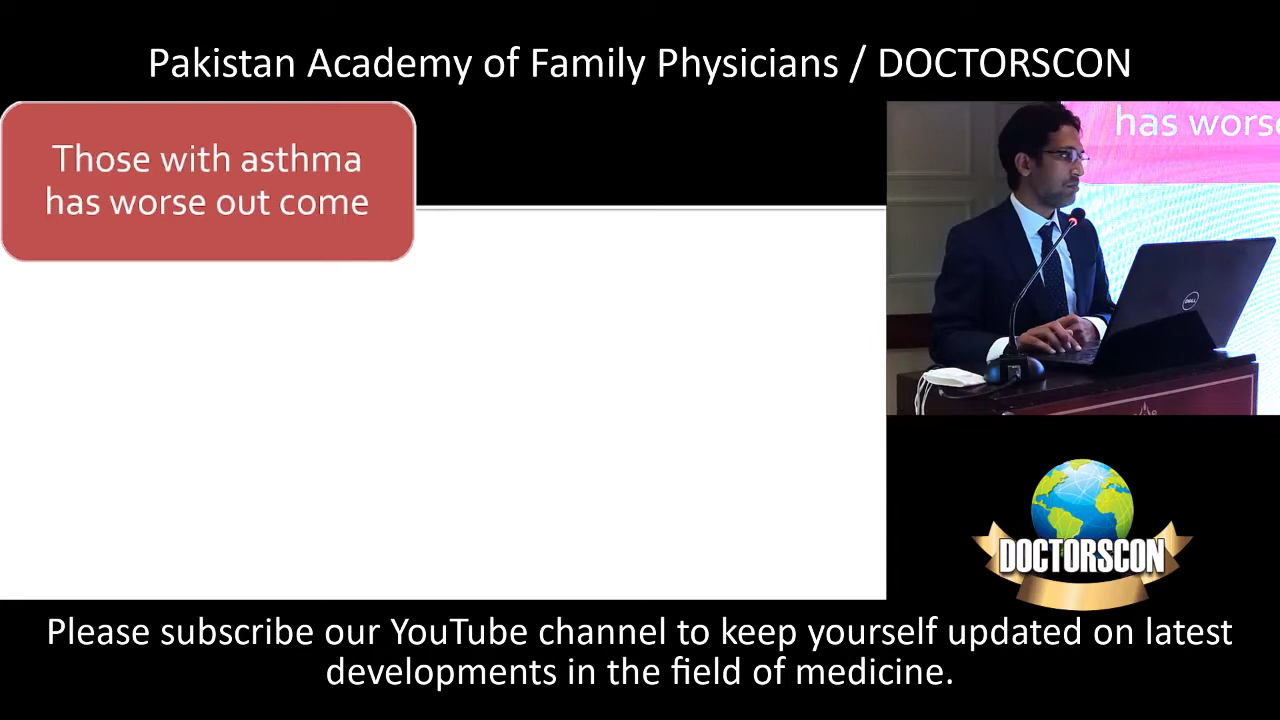 Pakistan Academy of Family Physicians / DOCTORSCON
Those with asthma
has worse out come
has worse
DELL
DOCTORSCON
Please subscribe our YouTube channel to keep yourself updated on latest
developments in the field of medicine.